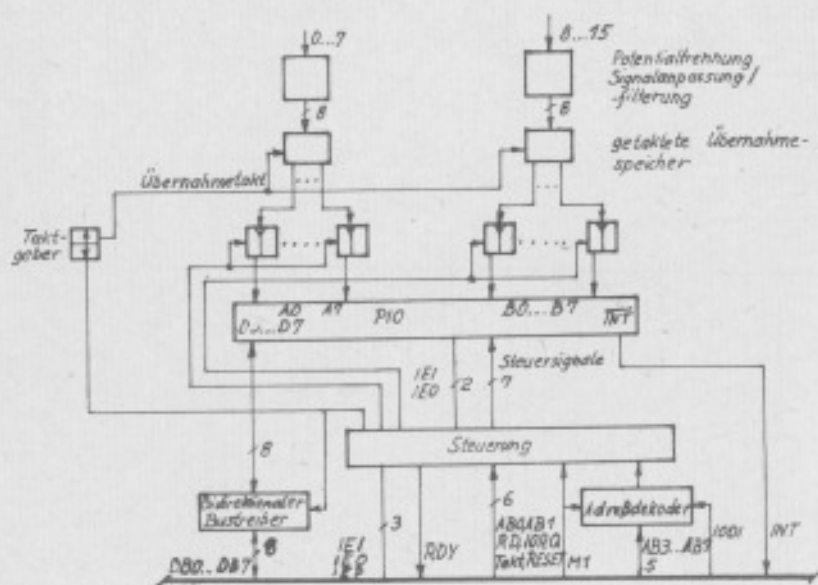 0...7
8...15
Potentialtrennung
Signalanpassung/
-filterung
8
8
getaktete Übernahme-
speicher
Übernahmetakt
Takt-
geber
A0 A7
PIO
B0...B7
INT
D7
IEI
IEO
2
7
Steuersignale
Steuerung
8
Bidirektionaler
Bustreiber
Adreßdekoder
8
DB0...DB7
IEI
3
RDY
6
AB0,AB1
RD,IORQ
Takt,RESET
M1
AB3...AB7
5
IODI
INT